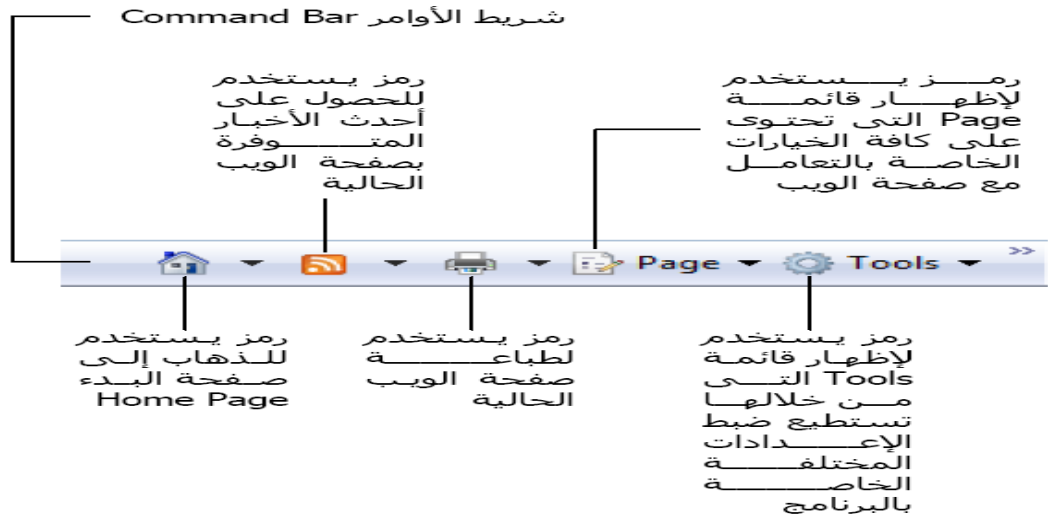 شريط الأوامر Command Bar
رمز يستخدم
لإظهار قائمة
Page التى تحتوى
على كافة الخيارات
الخاصة بالتعامل
مع صفحة الويب
رمز يستخدم
للحصول على
أحدث الأخبار
المتوفرة
بصفحة الويب
الحالية
Page
Tools
»
رمز يستخدم
للذهاب إلى
صفحة البدء
Home Page
رمز يستخدم
لطباعة
صفحة الويب
الحالية
رمز يستخدم
لإظهار قائمة
Tools التى
من خلالها
تستطيع ضبط
الإعدادات
المختلفة
الخاصة
بالبرنامج